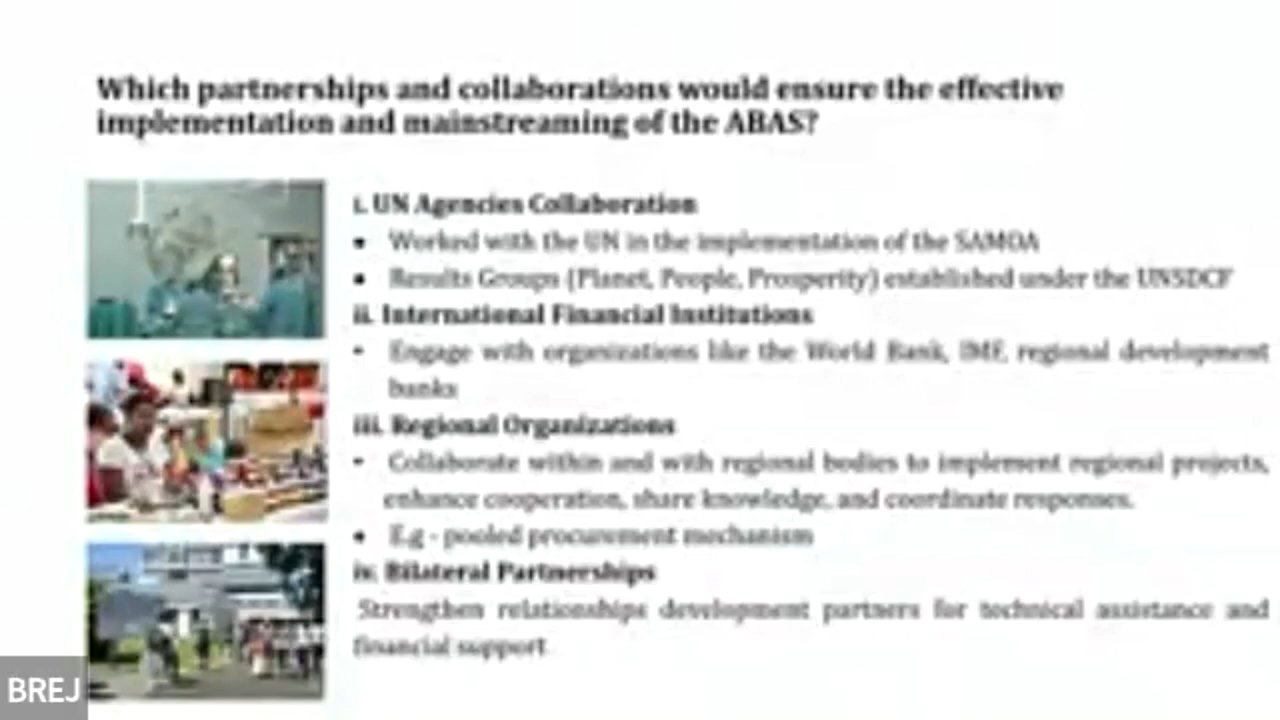 Which partnerships and collaborations would ensure the effective
implementation and mainstreaming of the ABAS?
i. UN Agencies Collaboration
• Worked with the UN in the implementation of the SAMOA
• Results Groups (Planet, People, Prosperity) established under the UNSDCF
ii. International Financial Institutions
• Engage with organizations like the World Bank, IMF, regional development
banks
iii. Regional Organizations
• Collaborate within and with regional bodies to implement regional projects,
enhance cooperation, share knowledge, and coordinate responses.
• E.g - pooled procurement mechanism
iv. Bilateral Partnerships
Strengthen relationships development partners for technical assistance and
financial support
BREJ